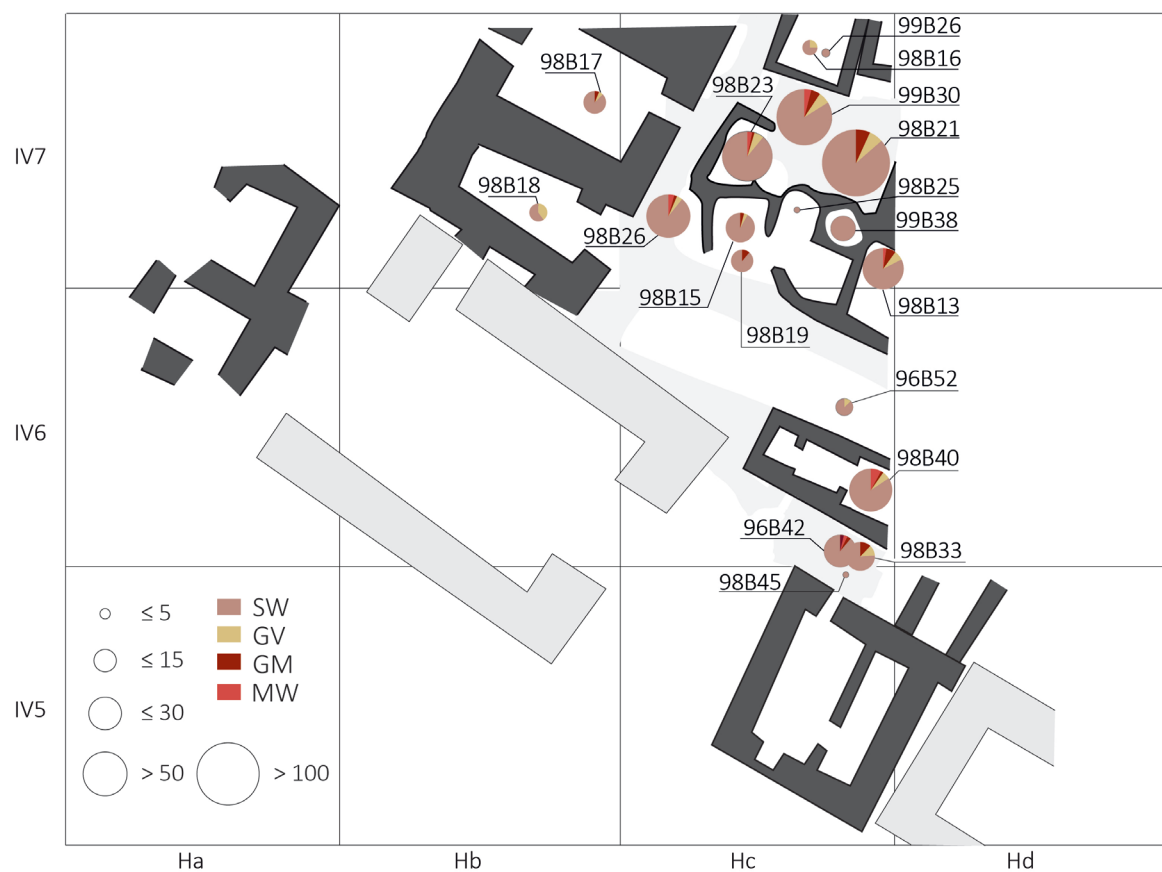 99B26
98B16
98B17
98B23
99B30
98B21
IV7
98B18
98B25
99B38
98B26
98B15
98B13
98B19
96B52
IV6
98B40
96B42
98B33
98B45
≤ 5
SW
GV
≤ 15
GM
MW
≤ 30
IV5
> 50
> 100
Ha
Hb
Hc
Hd